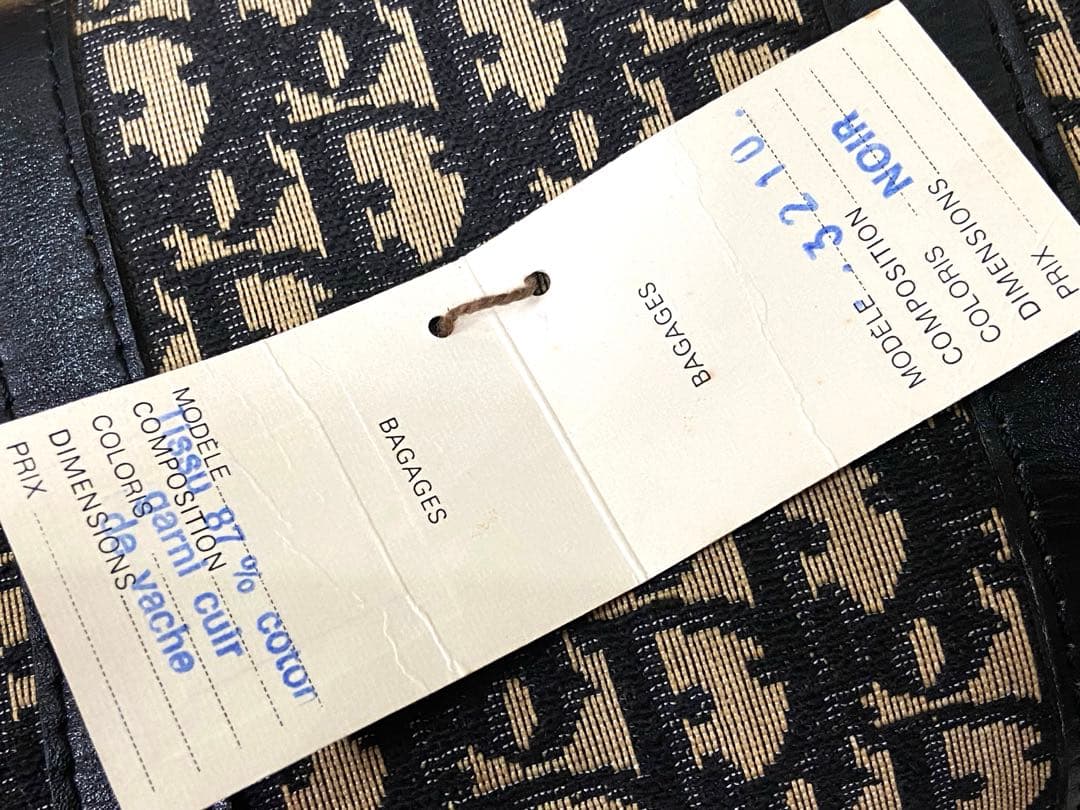 BAGAGES
MODÈLE 3210.
COMPOSITION
COLORIS NOIR
DIMENSIONS
PRIX
BAGAGES
MODÈLE
COMPOSITION
COLORIS
DIMENSIONS
PRIX
Tissu 87% coton
garni cuir
de vache